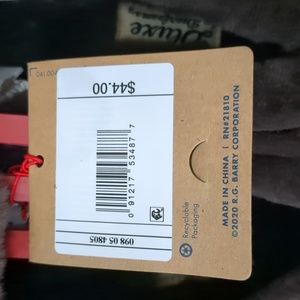 Dluxe
$44.00
0 91217 53487 7
098 05 4805
Recyclable
Packaging
MADE IN CHINA | RN#21810
©2020 R.G. BARRY CORPORATION